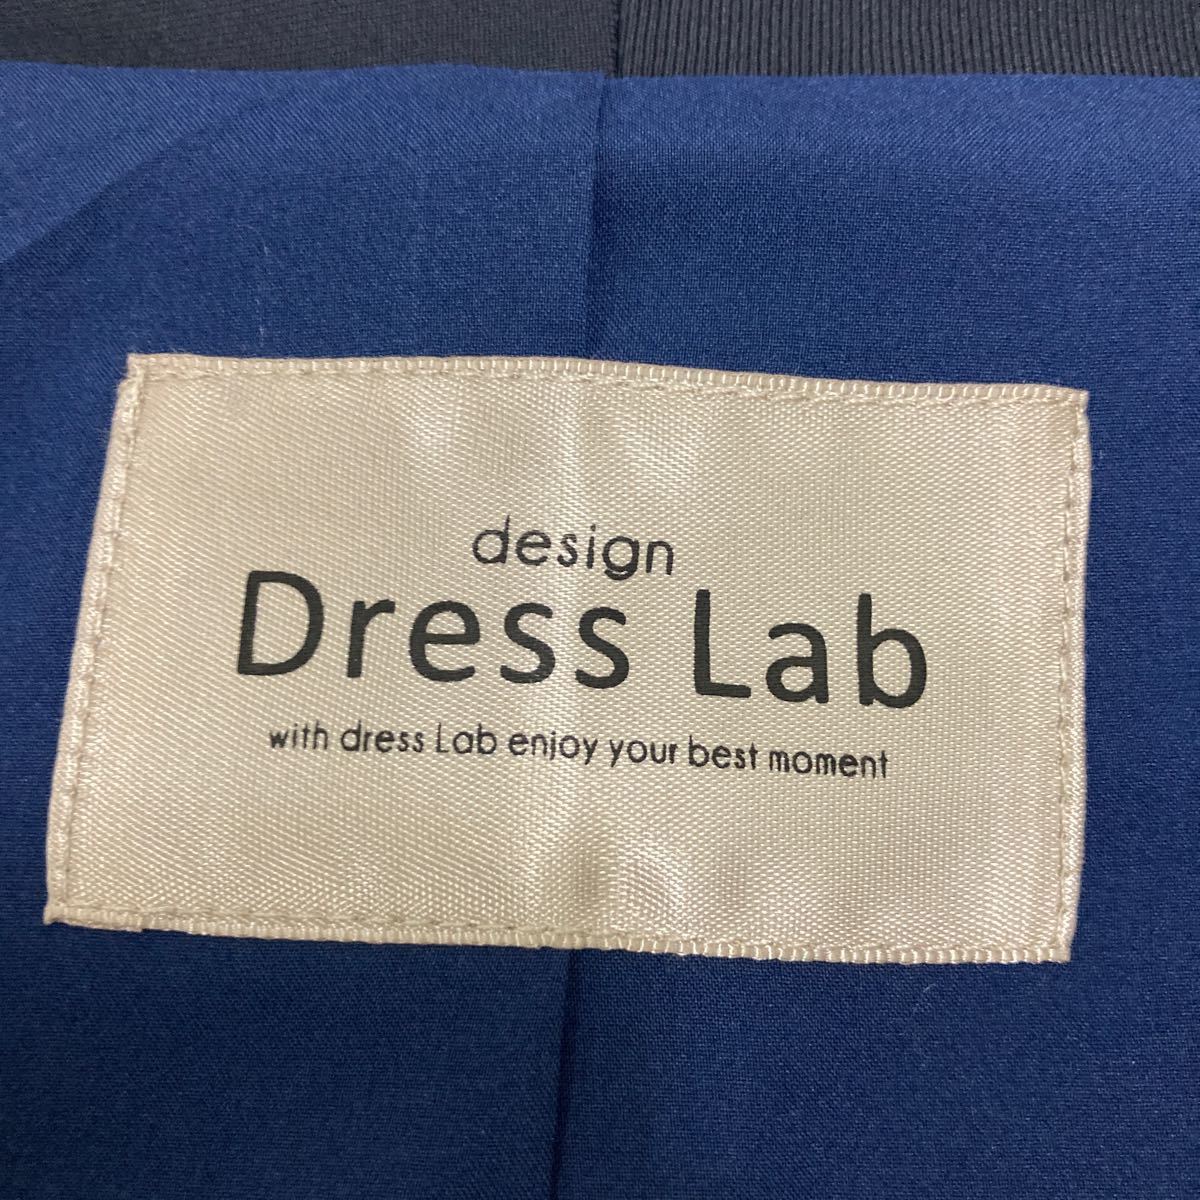 design
Dress Lab
with dress Lab enjoy your best moment